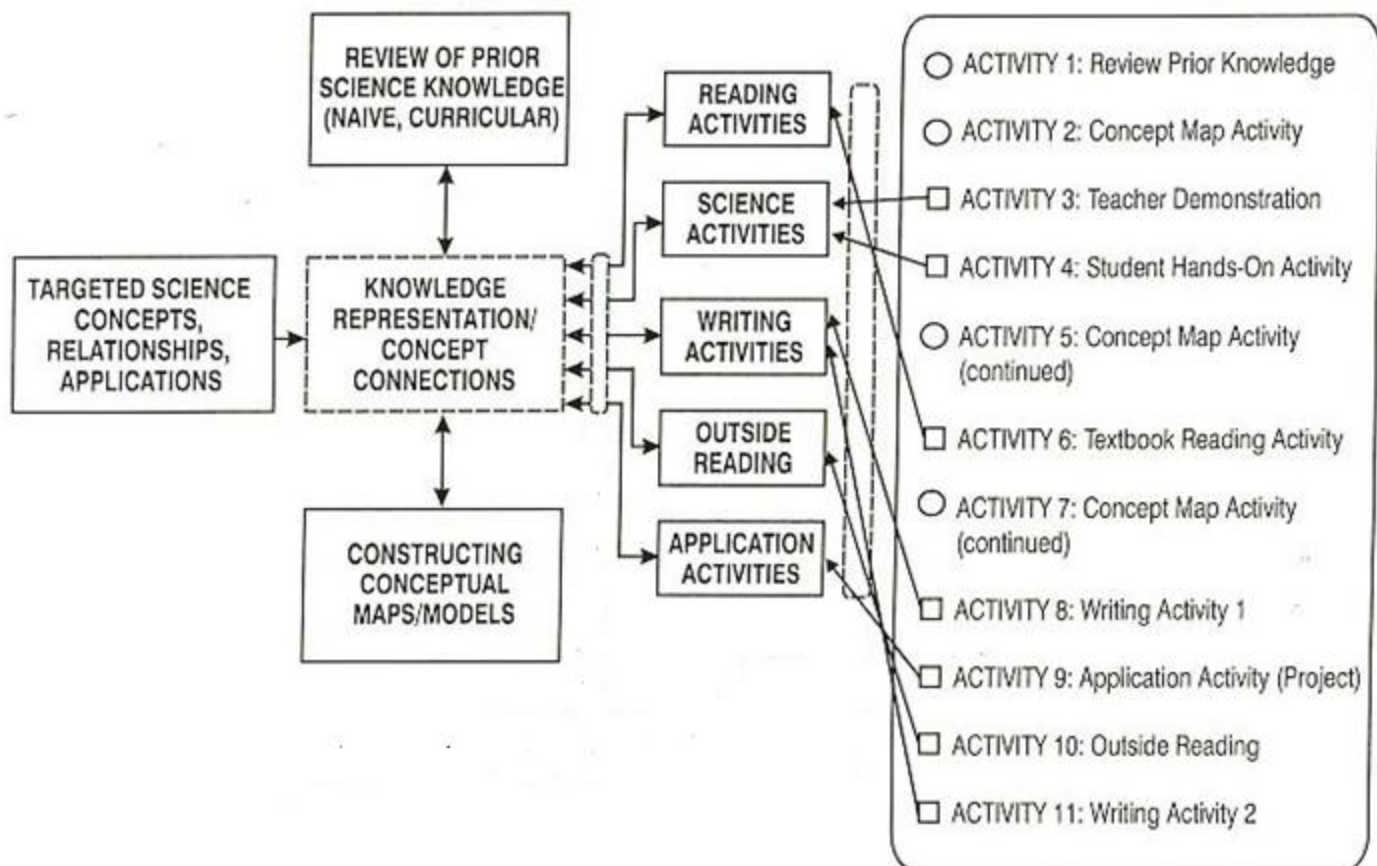 REVIEW OF PRIOR
SCIENCE KNOWLEDGE
(NAIVE, CURRICULAR)
TARGETED SCIENCE
CONCEPTS,
RELATIONSHIPS,
APPLICATIONS
KNOWLEDGE
REPRESENTATION/
CONCEPT
CONNECTIONS
CONSTRUCTING
CONCEPTUAL
MAPS/MODELS
READING
ACTIVITIES
SCIENCE
ACTIVITIES
WRITING
ACTIVITIES
OUTSIDE
READING
APPLICATION
ACTIVITIES
ACTIVITY 1: Review Prior Knowledge
ACTIVITY 2: Concept Map Activity
ACTIVITY 3: Teacher Demonstration
ACTIVITY 4: Student Hands-On Activity
ACTIVITY 5: Concept Map Activity
(continued)
ACTIVITY 6: Textbook Reading Activity
ACTIVITY 7: Concept Map Activity
(continued)
ACTIVITY 8: Writing Activity 1
ACTIVITY 9: Application Activity (Project)
ACTIVITY 10: Outside Reading
ACTIVITY 11: Writing Activity 2